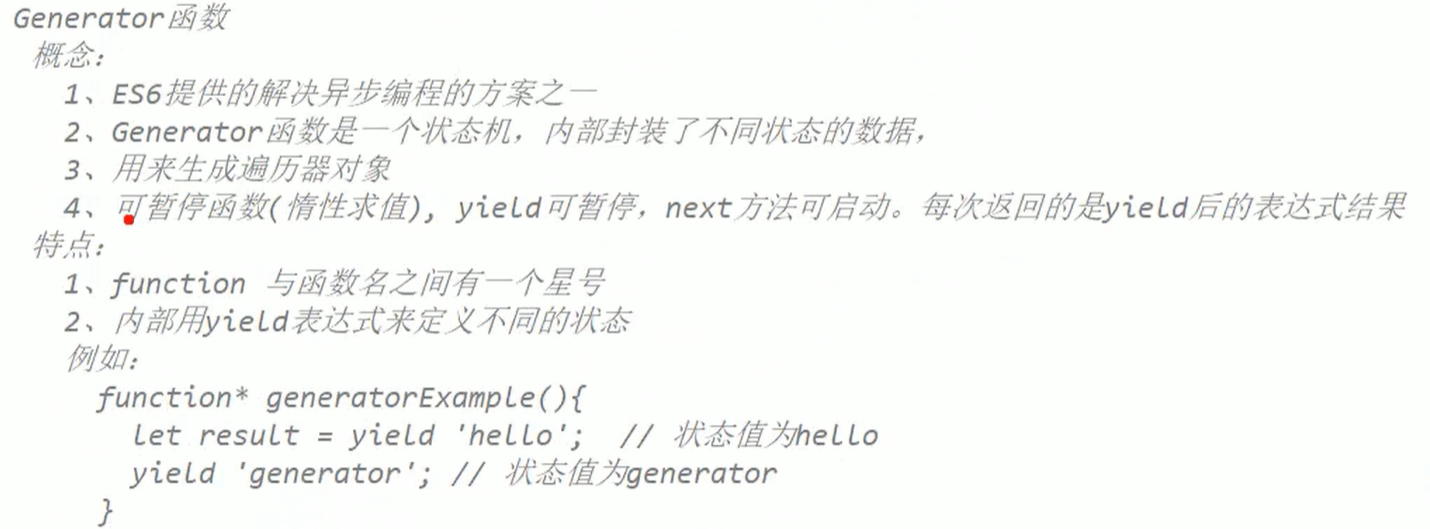 Generator函数
概念：
1、ES6提供的解决异步编程的方案之一
2、Generator函数是一个状态机，内部封装了不同状态的数据，
3、用来生成遍历器对象
4、可暂停函数(惰性求值), yield可暂停，next方法可启动。每次返回的是yield后的表达式结果
特点：
1、function 与函数名之间有一个星号
2、内部用yield表达式来定义不同的状态
例如：
function* generatorExample(){
let result = yield 'hello';  // 状态值为hello
yield 'generator'; // 状态值为generator
}